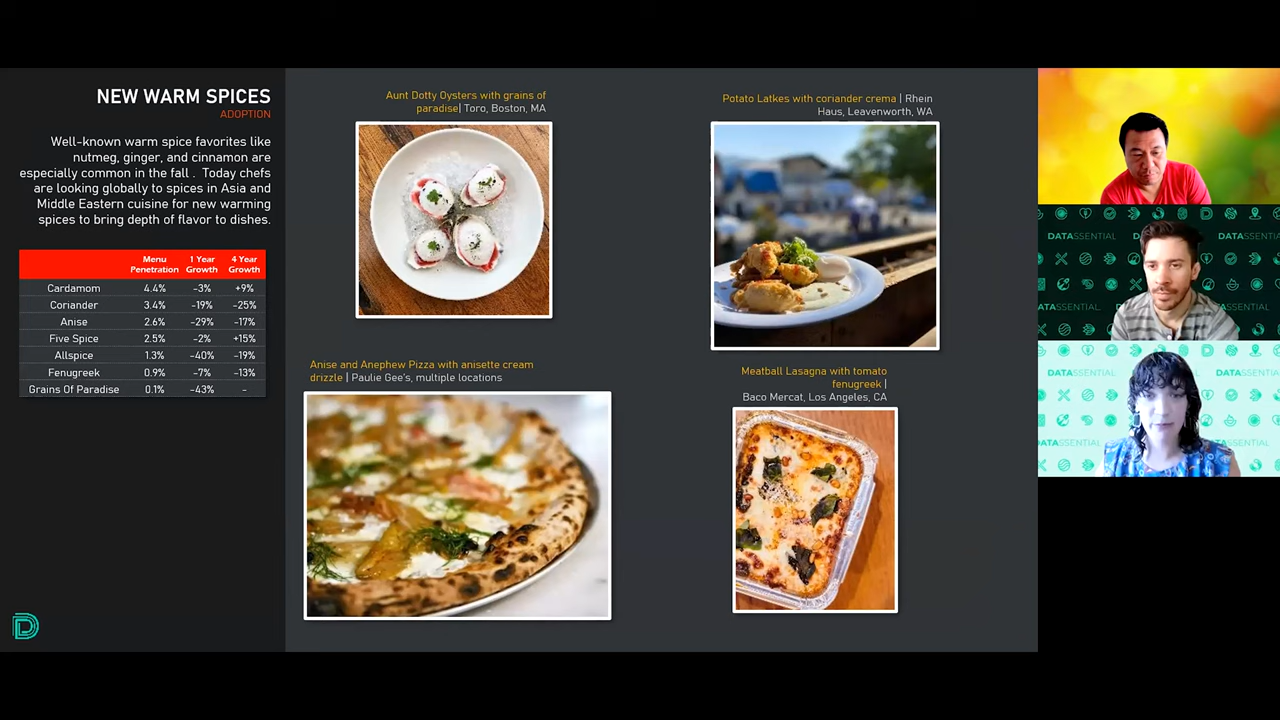 NEW WARM SPICES
ADOPTION
Well-known warm spice favorites like
nutmeg, ginger, and cinnamon are
especially common in the fall . Today chefs
are looking globally to spices in Asia and
Middle Eastern cuisine for new warming
spices to bring depth of flavor to dishes.
Menu Penetration 1 Year Growth 4 Year Growth
Cardamom 4.4% -3% +9%
Coriander 3.4% -19% -25%
Anise 2.6% -29% -17%
Five Spice 2.5% -2% +15%
Allspice 1.3% -40% -19%
Fenugreek 0.9% -7% -13%
Grains Of Paradise 0.1% -43% -
Aunt Dotty Oysters with grains of
paradise| Toro, Boston, MA
Potato Latkes with coriander crema | Rhein
Haus, Leavenworth, WA
Anise and Anephew Pizza with anisette cream
drizzle | Paulie Gee's, multiple locations
Meatball Lasagna with tomato
fenugreek |
Baco Mercat, Los Angeles, CA
DATASSENTIAL
DATASSENTIAL
DATASSENTIAL
DATASSENTIAL
DATASSENTIAL
DATASSENTIAL